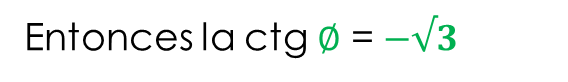 Entonces la ctg ∅ = −√3